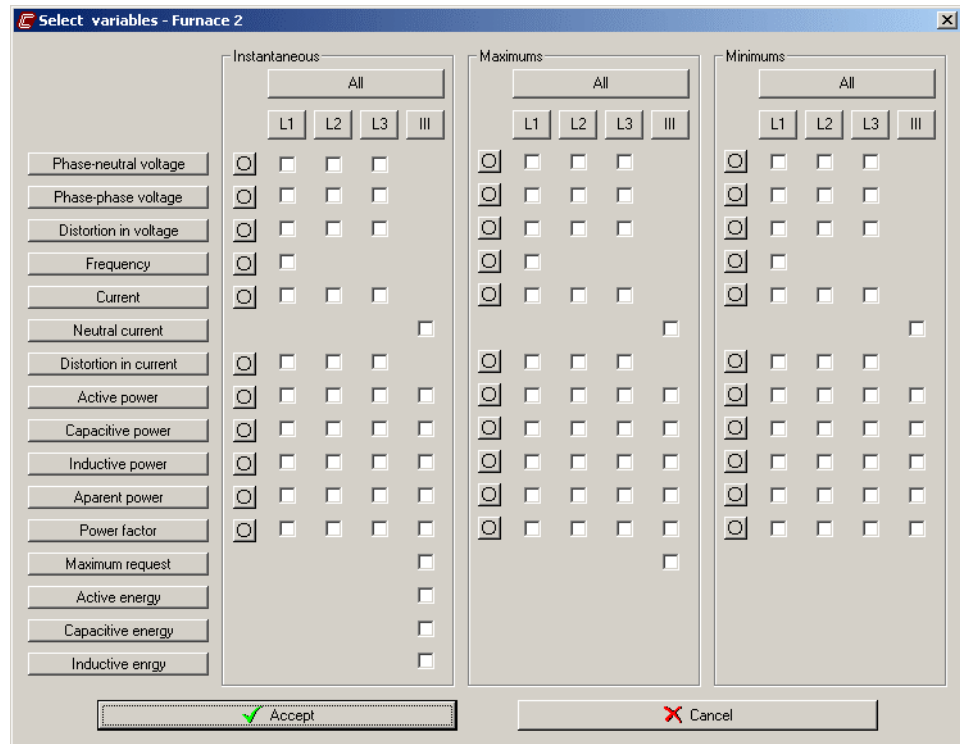 Select variables - Furnace 2
Instantaneous Maximums Minimums
All All All
L1 L2 L3 III L1 L2 L3 III L1 L2 L3 III
Phase-neutral voltage
Phase-phase voltage
Distortion in voltage
Frequency
Current
Neutral current
Distortion in current
Active power
Capacitive power
Inductive power
Aparent power
Power factor
Maximum request
Active energy
Capacitive energy
Inductive enrgy
Accept Cancel